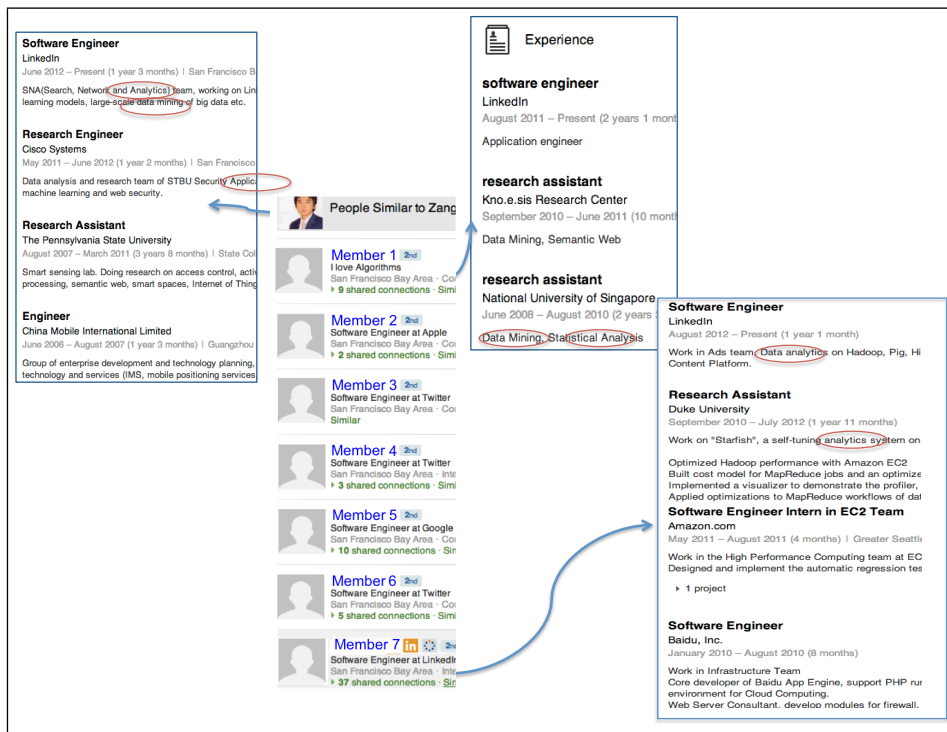 Software Engineer
LinkedIn
June 2012 – Present (1 year 3 months) | San Francisco B
SNA(Search, Network and Analytics) team, working on Lin
learning models, large-scale data mining of big data etc.
Research Engineer
Cisco Systems
May 2011 – June 2012 (1 year 2 months) | San Francisco
Data analysis and research team of STBU Security Applica
machine learning and web security.
Research Assistant
The Pennsylvania State University
August 2007 – March 2011 (3 years 8 months) | State Col
Smart sensing lab. Doing research on access control, activ
processing, semantic web, smart spaces, Internet of Thing
Engineer
China Mobile International Limited
June 2006 – August 2007 (1 year 3 months) | Guangzhou
Group of enterprise development and technology planning,
technology and services (IMS, mobile positioning services
People Similar to Zang
Member 1 2nd
I love Algorithms
San Francisco Bay Area · Co
9 shared connections · Simi
Member 2 2nd
Software Engineer at Apple
San Francisco Bay Area · Co
2 shared connections · Simi
Member 3 2nd
Software Engineer at Twitter
San Francisco Bay Area · Co
Similar
Member 4 2nd
Software Engineer at Twitter
San Francisco Bay Area · Inte
3 shared connections · Simi
Member 5 2nd
Software Engineer at Google
San Francisco Bay Area · Co
10 shared connections · Sim
Member 6 2nd
Software Engineer at Twitter
San Francisco Bay Area · Co
5 shared connections · Simi
Member 7 in 2n
Software Engineer at LinkedIn
San Francisco Bay Area · Inte
37 shared connections · Sim
Experience
software engineer
LinkedIn
August 2011 – Present (2 years 1 mont
Application engineer
research assistant
Kno.e.sis Research Center
September 2010 – June 2011 (10 mont
Data Mining, Semantic Web
research assistant
National University of Singapore
June 2008 – August 2010 (2 years
Data Mining, Statistical Analysis
Software Engineer
LinkedIn
August 2012 – Present (1 year 1 month)
Work in Ads team, Data analytics on Hadoop, Pig, Hi
Content Platform.
Research Assistant
Duke University
September 2010 – July 2012 (1 year 11 months)
Work on "Starfish", a self-tuning analytics system on
Optimized Hadoop performance with Amazon EC2
Built cost model for MapReduce jobs and an optimize
Implemented a visualizer to demonstrate the profiler,
Applied optimizations to MapReduce workflows of dat
Software Engineer Intern in EC2 Team
Amazon.com
May 2011 – August 2011 (4 months) | Greater Seattle
Work in the High Performance Computing team at EC
Designed and implement the automatic regression tes
1 project
Software Engineer
Baidu, Inc.
January 2010 – August 2010 (8 months)
Work in Infrastructure Team
Core developer of Baidu App Engine, support PHP rur
environment for Cloud Computing.
Web Server Consultant. develop modules for firewall.